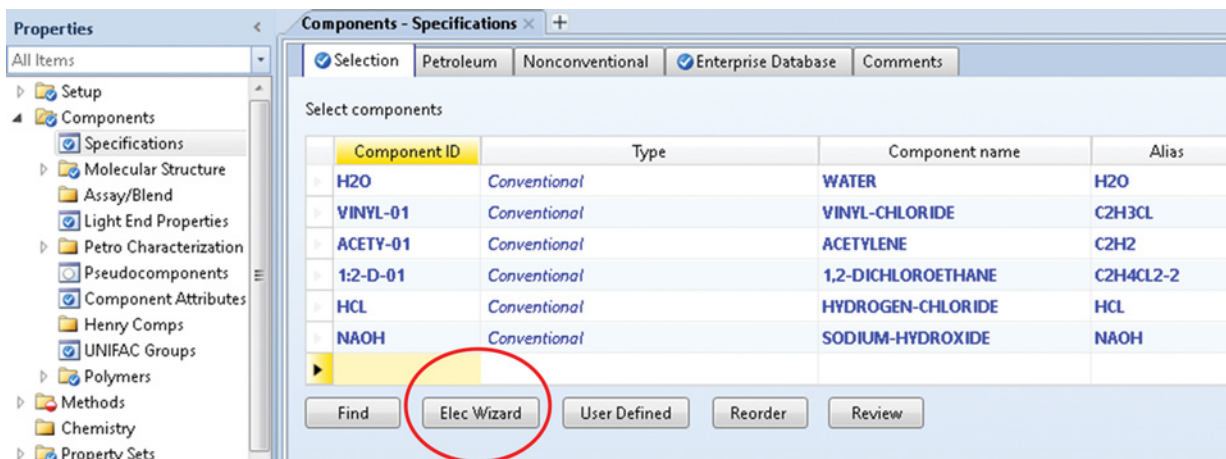 Properties
All Items
Setup
Components
Specifications
Molecular Structure
Assay/Blend
Light End Properties
Petro Characterization
Pseudocomponents
Component Attributes
Henry Comps
UNIFAC Groups
Polymers
Methods
Chemistry
Property Sets
Components - Specifications
Selection Petroleum Nonconventional Enterprise Database Comments
Select components
Component ID Type Component name Alias
H2O Conventional WATER H2O
VINYL-01 Conventional VINYL-CHLORIDE C2H3CL
ACETY-01 Conventional ACETYLENE C2H2
1:2-D-01 Conventional 1,2-DICHLOROETHANE C2H4CL2-2
HCL Conventional HYDROGEN-CHLORIDE HCL
NAOH Conventional SODIUM-HYDROXIDE NAOH
Find Elec Wizard User Defined Reorder Review